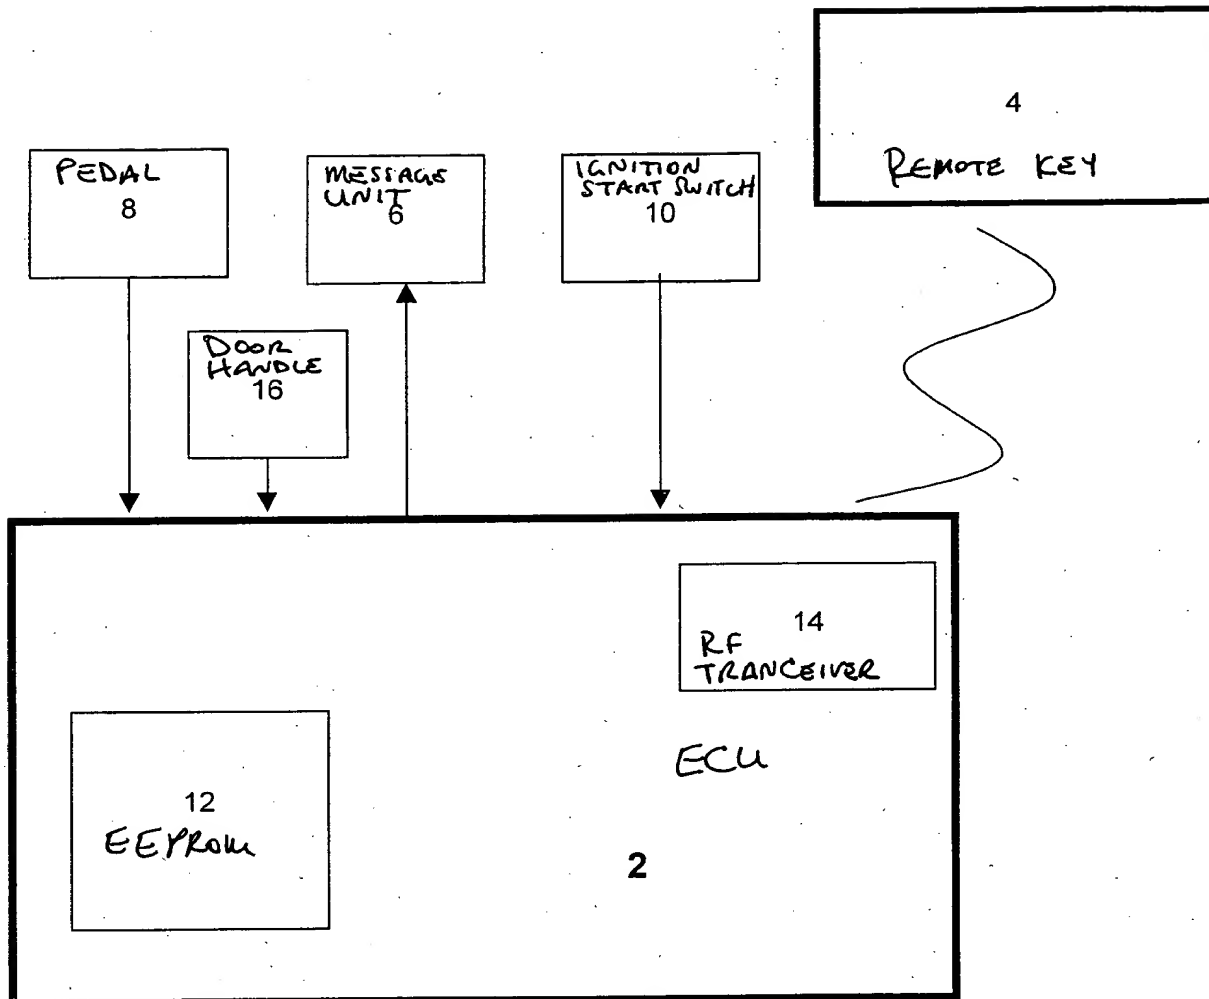 4
REMOTE KEY
PEDAL
8
MESSAGE
UNIT
6
IGNITION
START SWITCH
10
DOOR
HANDLE
16
14
RF
TRANCEIVER
ECU
12
EEPROM
2